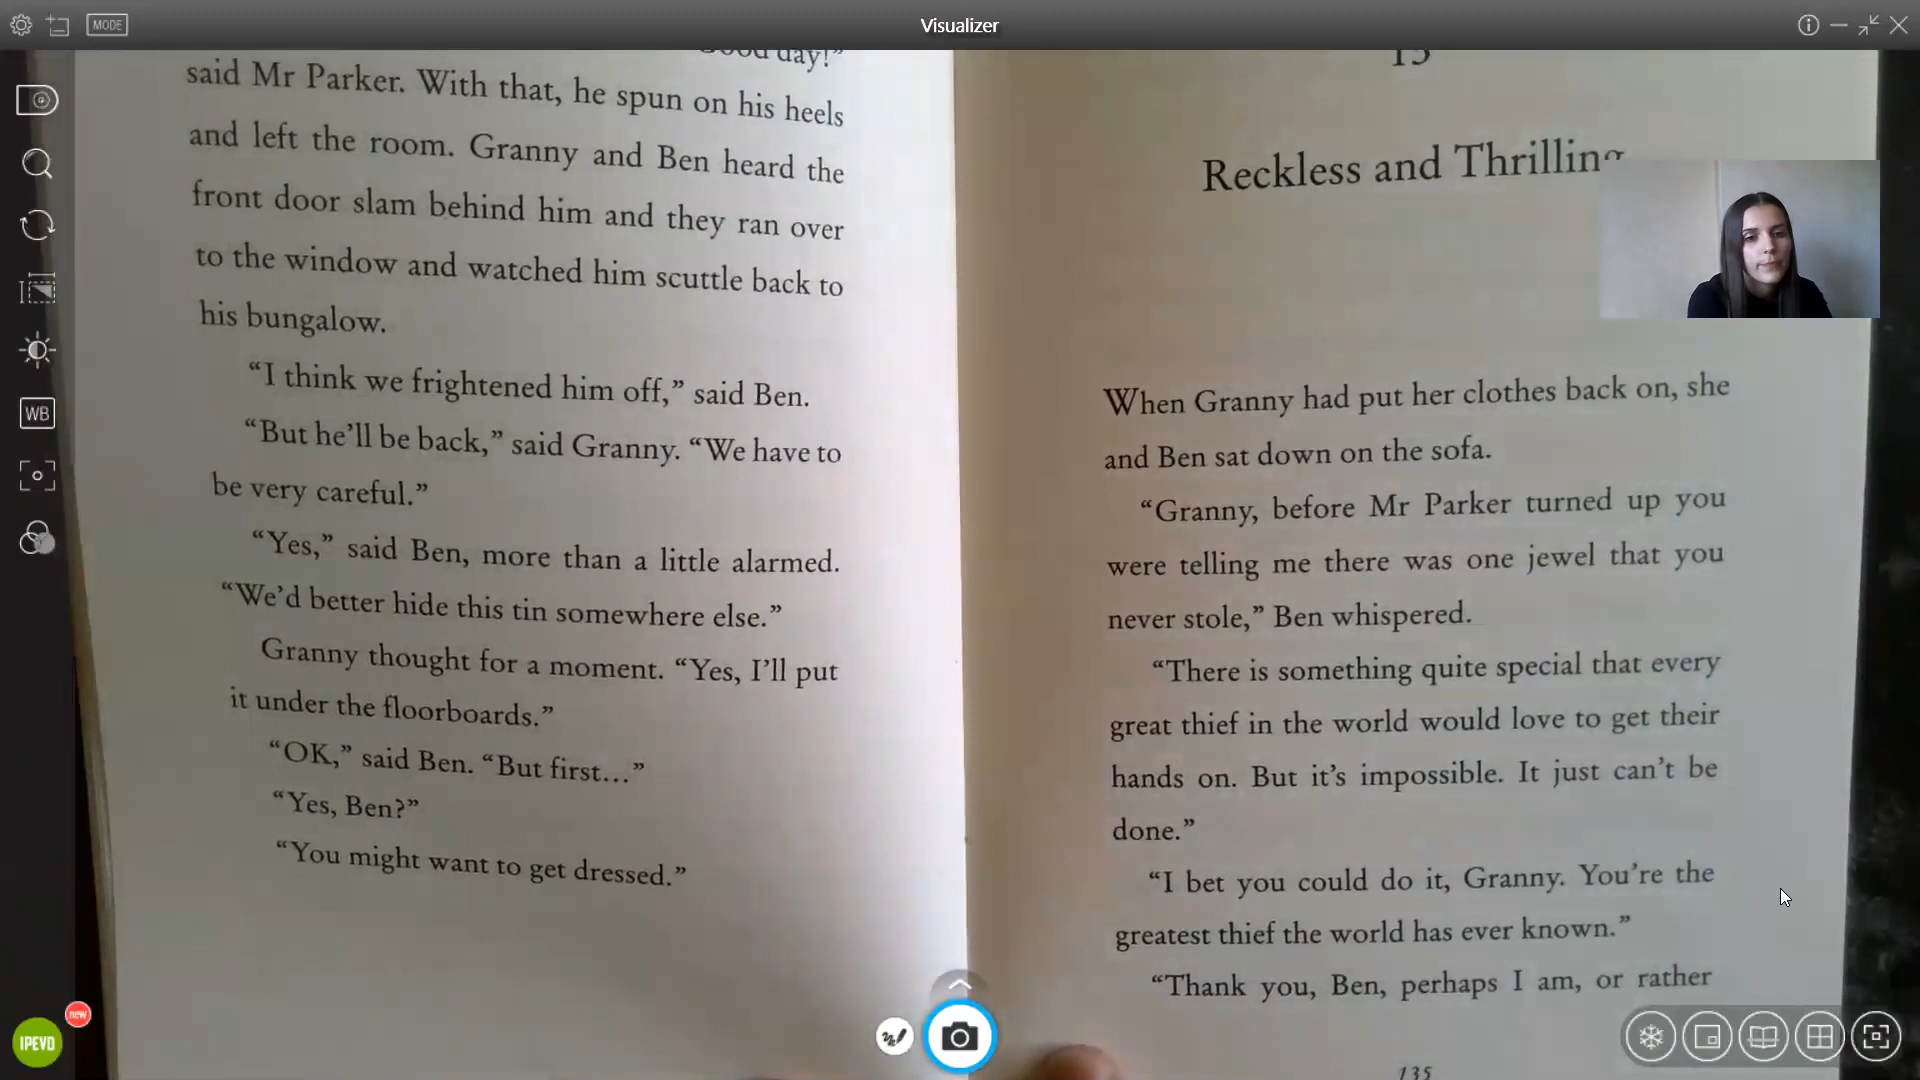 MODE
Visualizer
WB
new
IPEVO
day!”
said Mr Parker. With that, he spun on his heels
and left the room. Granny and Ben heard the
front door slam behind him and they ran over
to the window and watched him scuttle back to
his bungalow.
“I think we frightened him off,” said Ben.
“But he’ll be back,” said Granny. “We have to
be very careful.”
“Yes,” said Ben, more than a little alarmed.
“We’d better hide this tin somewhere else.”
Granny thought for a moment. “Yes, I’ll put
it under the floorboards.”
“OK,” said Ben. “But first…”
“Yes, Ben?”
“You might want to get dressed.”
Reckless and Thrilling
When Granny had put her clothes back on, she
and Ben sat down on the sofa.
“Granny, before Mr Parker turned up you
were telling me there was one jewel that you
never stole,” Ben whispered.
“There is something quite special that every
great thief in the world would love to get their
hands on. But it’s impossible. It just can’t be
done.”
“I bet you could do it, Granny. You’re the
greatest thief the world has ever known.”
“Thank you, Ben, perhaps I am, or rather
135